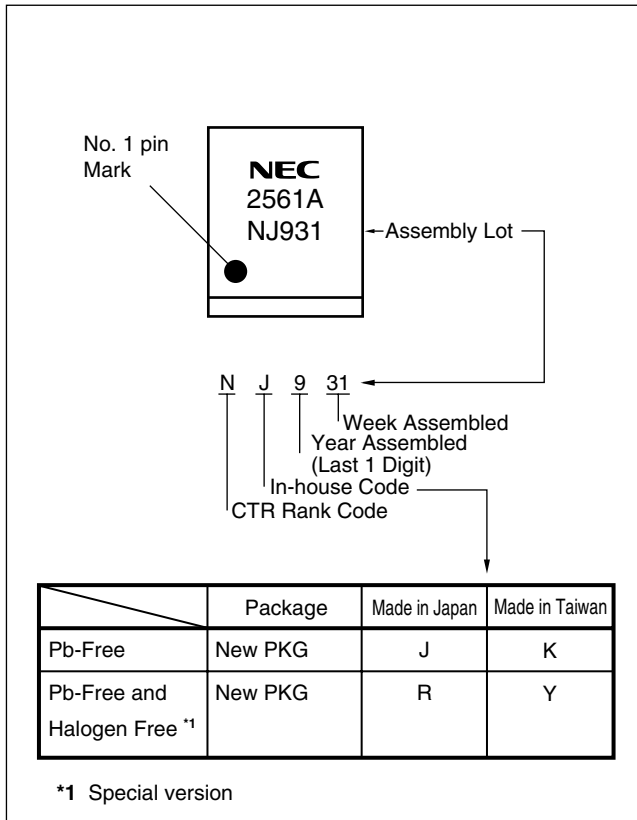 No. 1 pin
Mark
NEC
2561A
NJ931
Assembly Lot
N J 9 31
Week Assembled
Year Assembled
(Last 1 Digit)
In-house Code
CTR Rank Code
Package Made in Japan Made in Taiwan
Pb-Free New PKG J K
Pb-Free and New PKG R Y
Halogen Free *1
*1 Special version